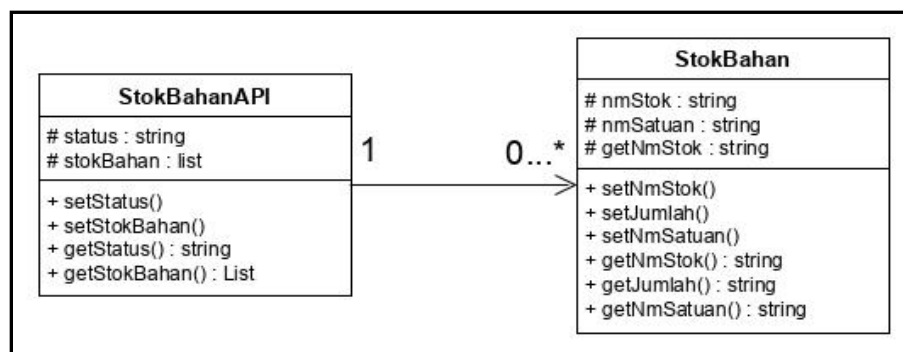 StokBahanAPI
# status : string
# stokBahan : list
+ setStatus()
+ setStokBahan()
+ getStatus() : string
+ getStokBahan() : List
1
0...*
StokBahan
# nmStok : string
# nmSatuan : string
# getNmStok : string
+ setNmStok()
+ setJumlah()
+ setNmSatuan()
+ getNmStok() : string
+ getJumlah() : string
+ getNmSatuan() : string